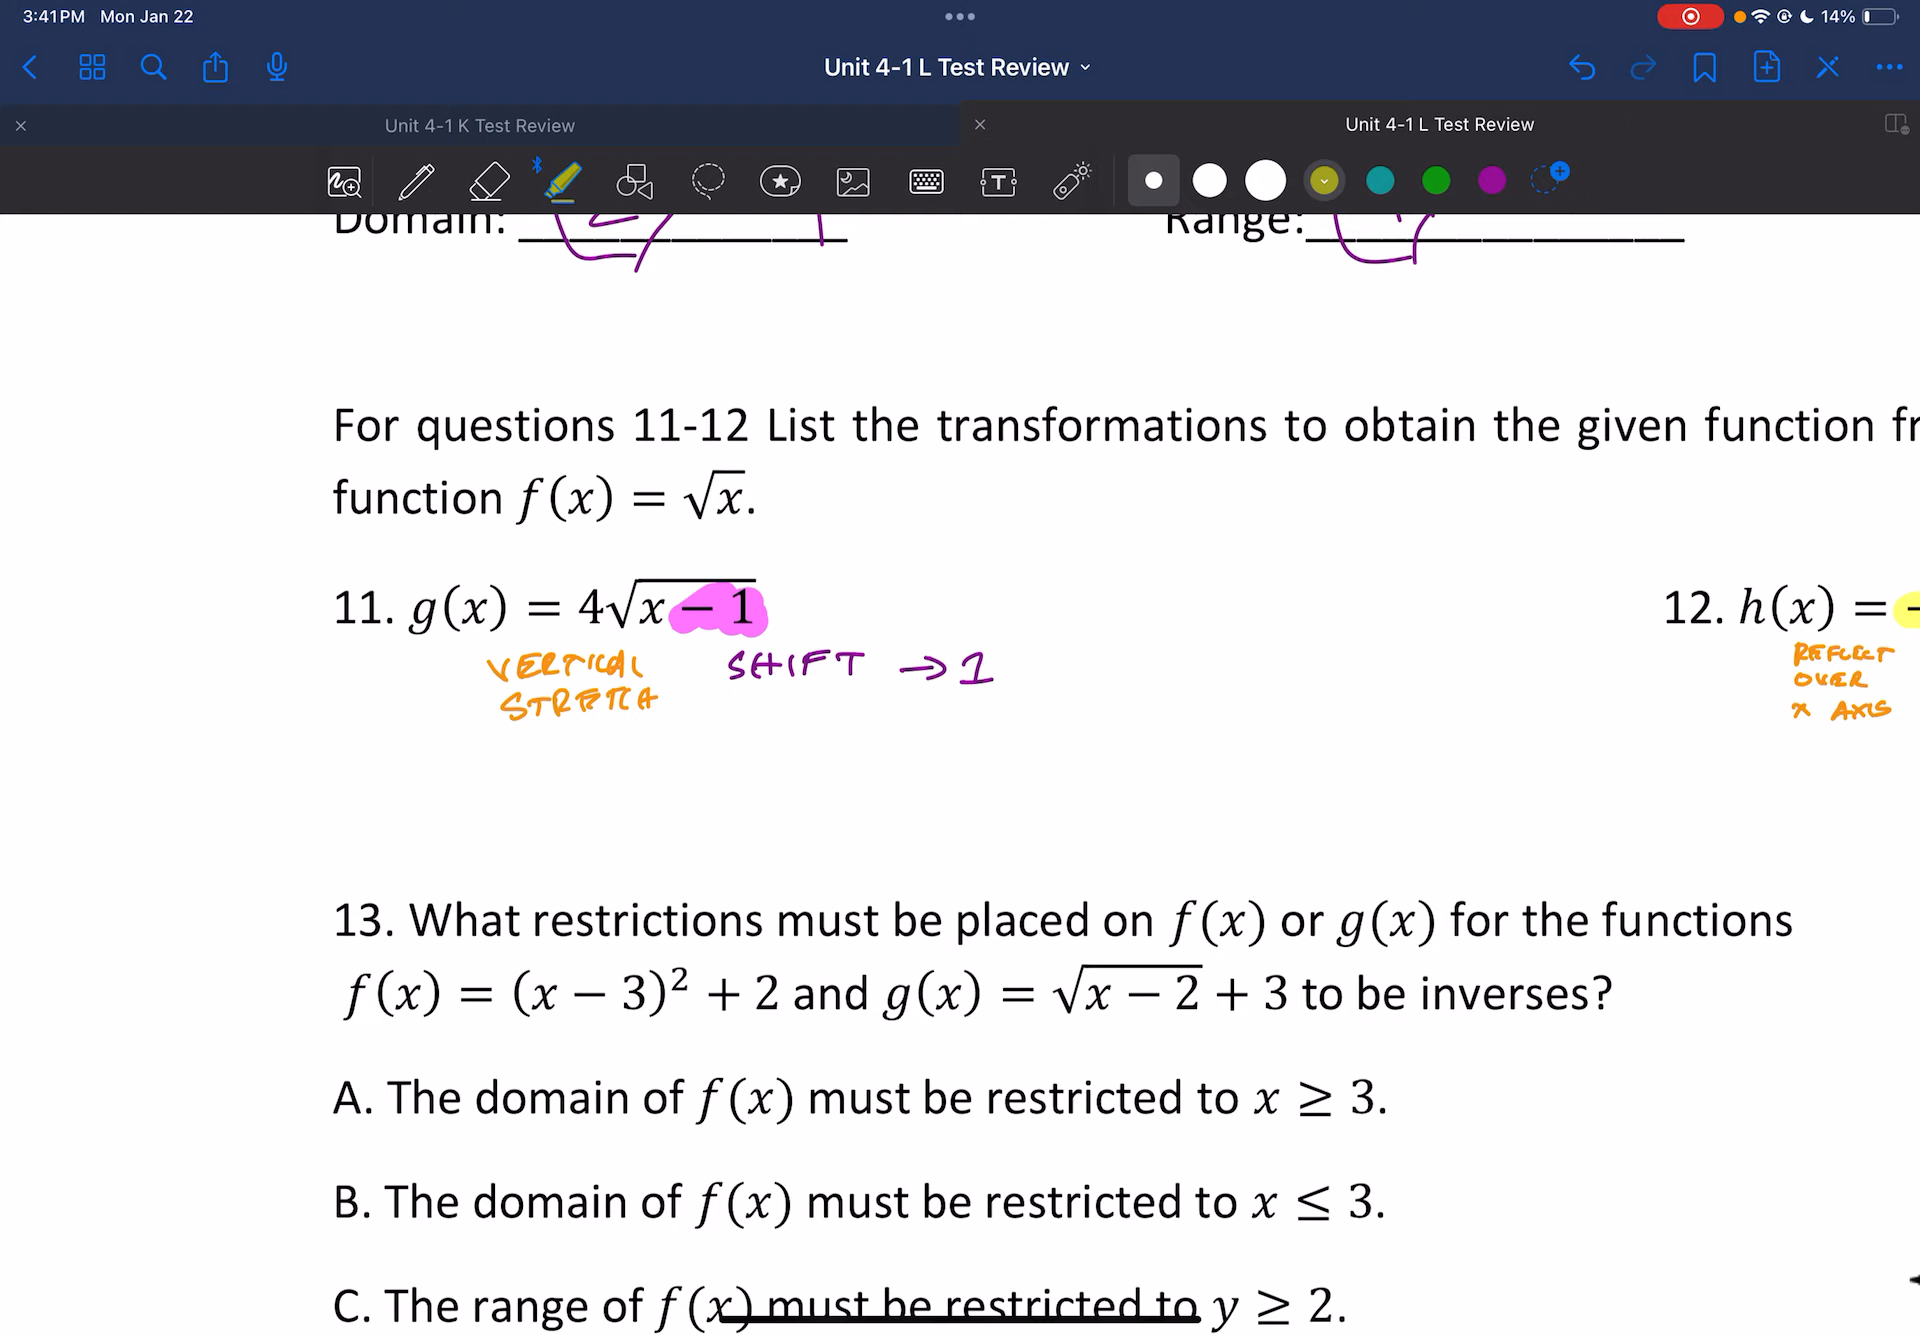 3:41 PM Mon Jan 22
14%
Unit 4-1 L Test Review
Unit 4-1 K Test Review
Unit 4-1 L Test Review
Domain: Range:
For questions 11-12 List the transformations to obtain the given function fr
function f(x) = √x.
11. g(x) = 4√(x − 1) 12. h(x) = -
VERTICAL STRETCH
SHIFT → 1
REFLECT
OVER
x AXIS
13. What restrictions must be placed on f(x) or g(x) for the functions
f(x) = (x − 3)² + 2 and g(x) = √(x − 2) + 3 to be inverses?
A. The domain of f(x) must be restricted to x ≥ 3.
B. The domain of f(x) must be restricted to x ≤ 3.
C. The range of f(x) must be restricted to y ≥ 2.